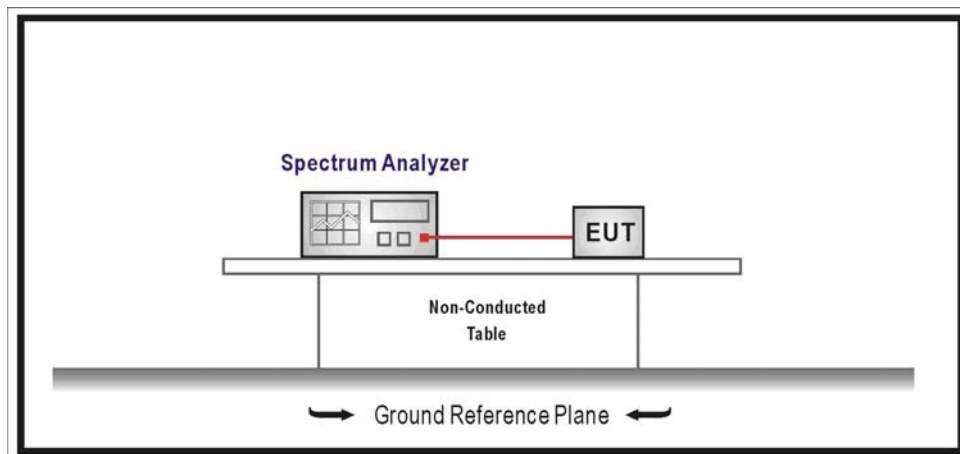 Spectrum Analyzer
EUT
Non-Conducted
Table
Ground Reference Plane